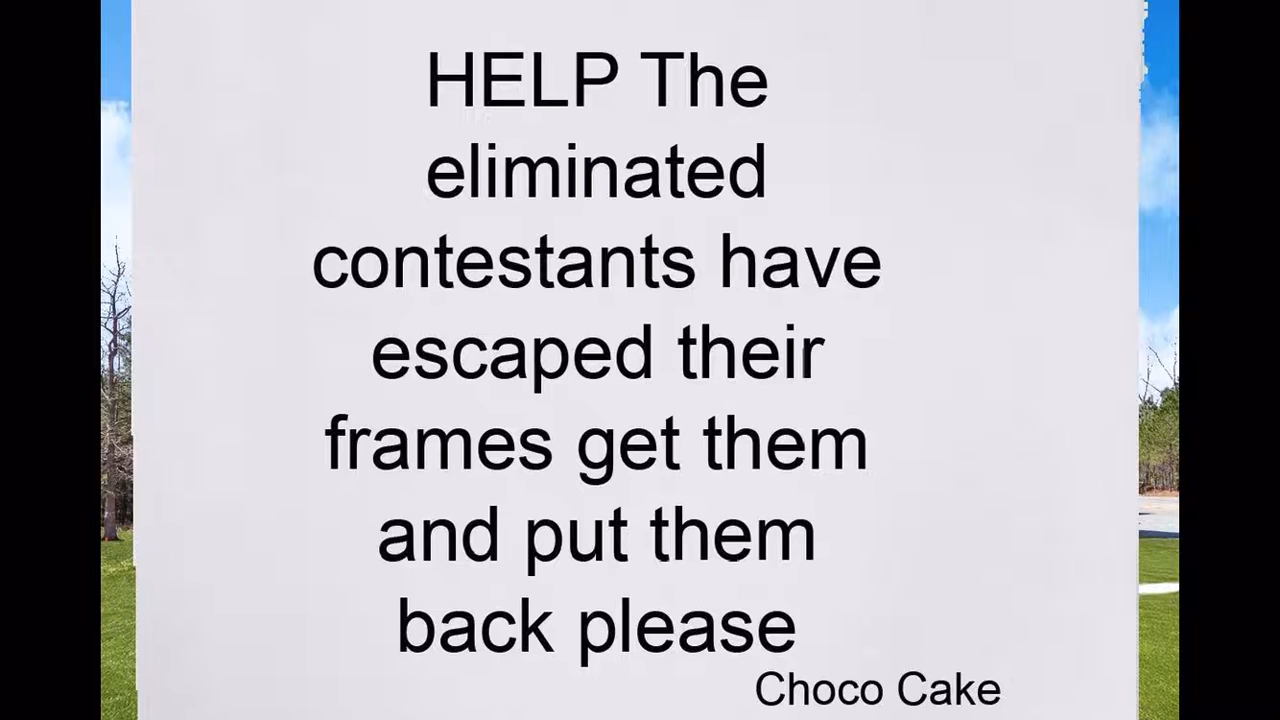 HELP The
eliminated
contestants have
escaped their
frames get them
and put them
back please
Choco Cake